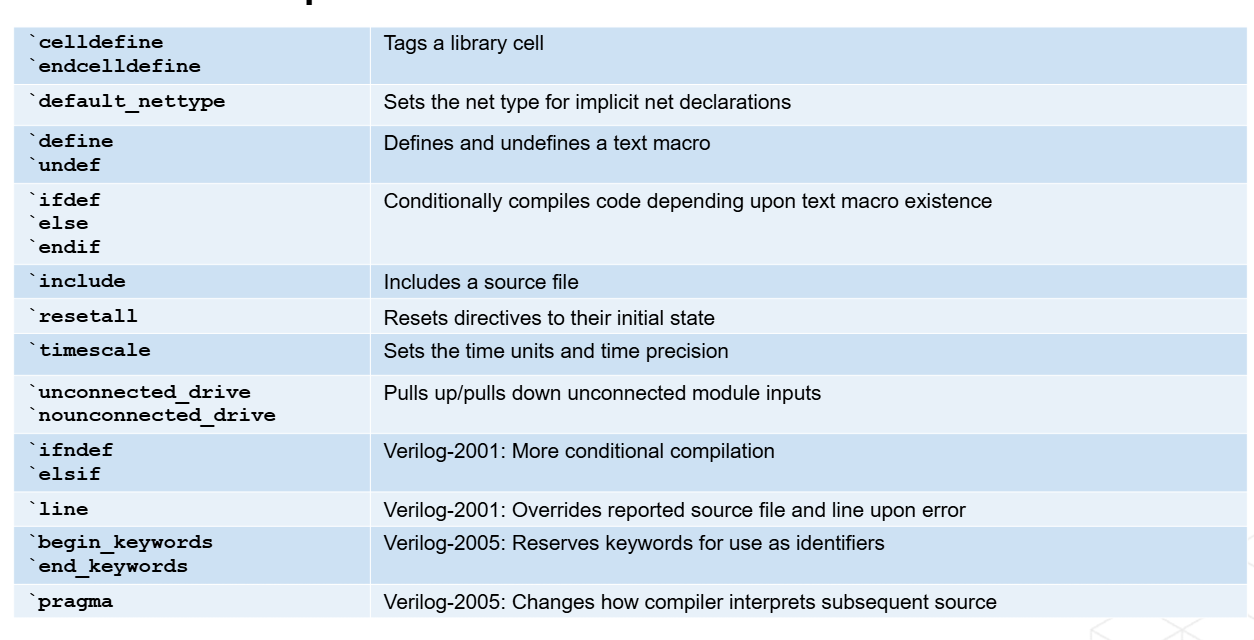 `celldefine Tags a library cell
`endcelldefine
`default_nettype Sets the net type for implicit net declarations
`define Defines and undefines a text macro
`undef
`ifdef Conditionally compiles code depending upon text macro existence
`else
`endif
`include Includes a source file
`resetall Resets directives to their initial state
`timescale Sets the time units and time precision
`unconnected_drive Pulls up/pulls down unconnected module inputs
`nounconnected_drive
`ifndef Verilog-2001: More conditional compilation
`elsif
`line Verilog-2001: Overrides reported source file and line upon error
`begin_keywords Verilog-2005: Reserves keywords for use as identifiers
`end_keywords
`pragma Verilog-2005: Changes how compiler interprets subsequent source